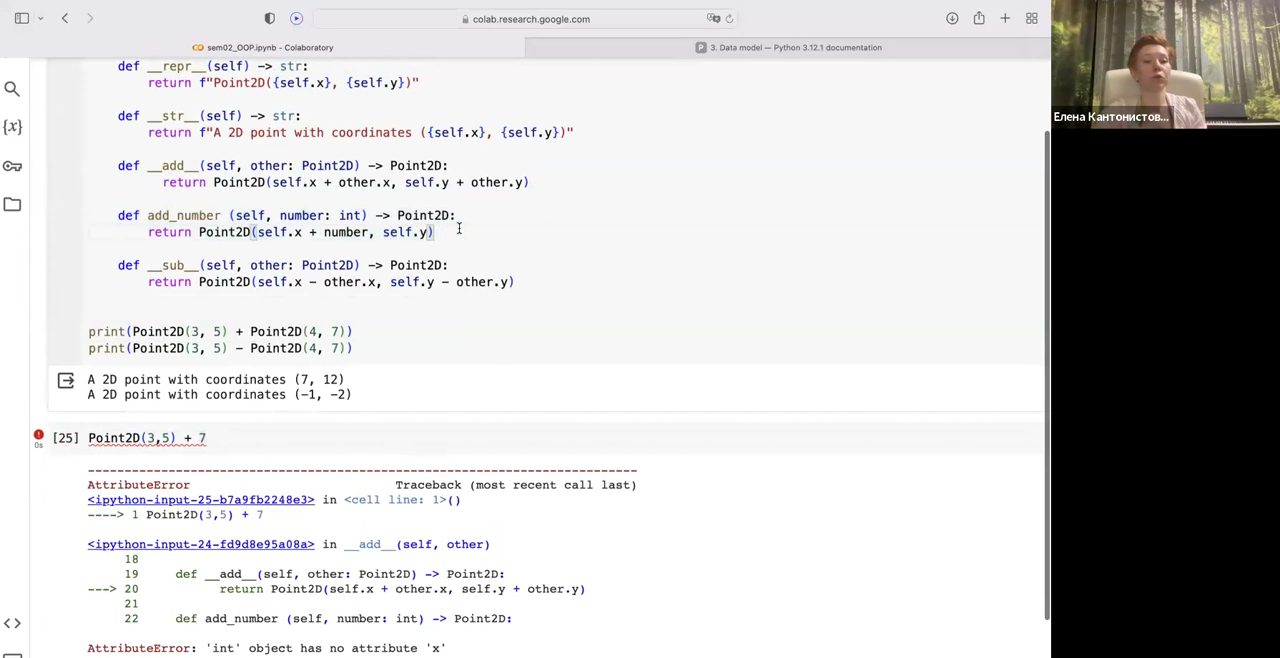 colab.research.google.com
sem02_OOP.ipynb - Colaboratory
3. Data model — Python 3.12.1 documentation
def __repr__(self) -> str:
return f"Point2D({self.x}, {self.y})"
def __str__(self) -> str:
return f"A 2D point with coordinates ({self.x}, {self.y})"
def __add__(self, other: Point2D) -> Point2D:
return Point2D(self.x + other.x, self.y + other.y)
def add_number (self, number: int) -> Point2D:
return Point2D(self.x + number, self.y)
def __sub__(self, other: Point2D) -> Point2D:
return Point2D(self.x - other.x, self.y - other.y)
print(Point2D(3, 5) + Point2D(4, 7))
print(Point2D(3, 5) - Point2D(4, 7))
A 2D point with coordinates (7, 12)
A 2D point with coordinates (-1, -2)
[25] Point2D(3,5) + 7
0s
---------------------------------------------------------------------------
AttributeError Traceback (most recent call last)
<ipython-input-25-b7a9fb2248e3> in <cell line: 1>()
----> 1 Point2D(3,5) + 7
<ipython-input-24-fd9d8e95a08a> in __add__(self, other)
18
19 def __add__(self, other: Point2D) -> Point2D:
---> 20 return Point2D(self.x + other.x, self.y + other.y)
21
22 def add_number (self, number: int) -> Point2D:
AttributeError: 'int' object has no attribute 'x'
Елена Кантонистов...